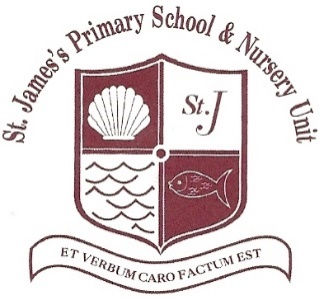 St. James's Primary School & Nursery Unit
St. J
ET VERBUM CARO FACTUM EST